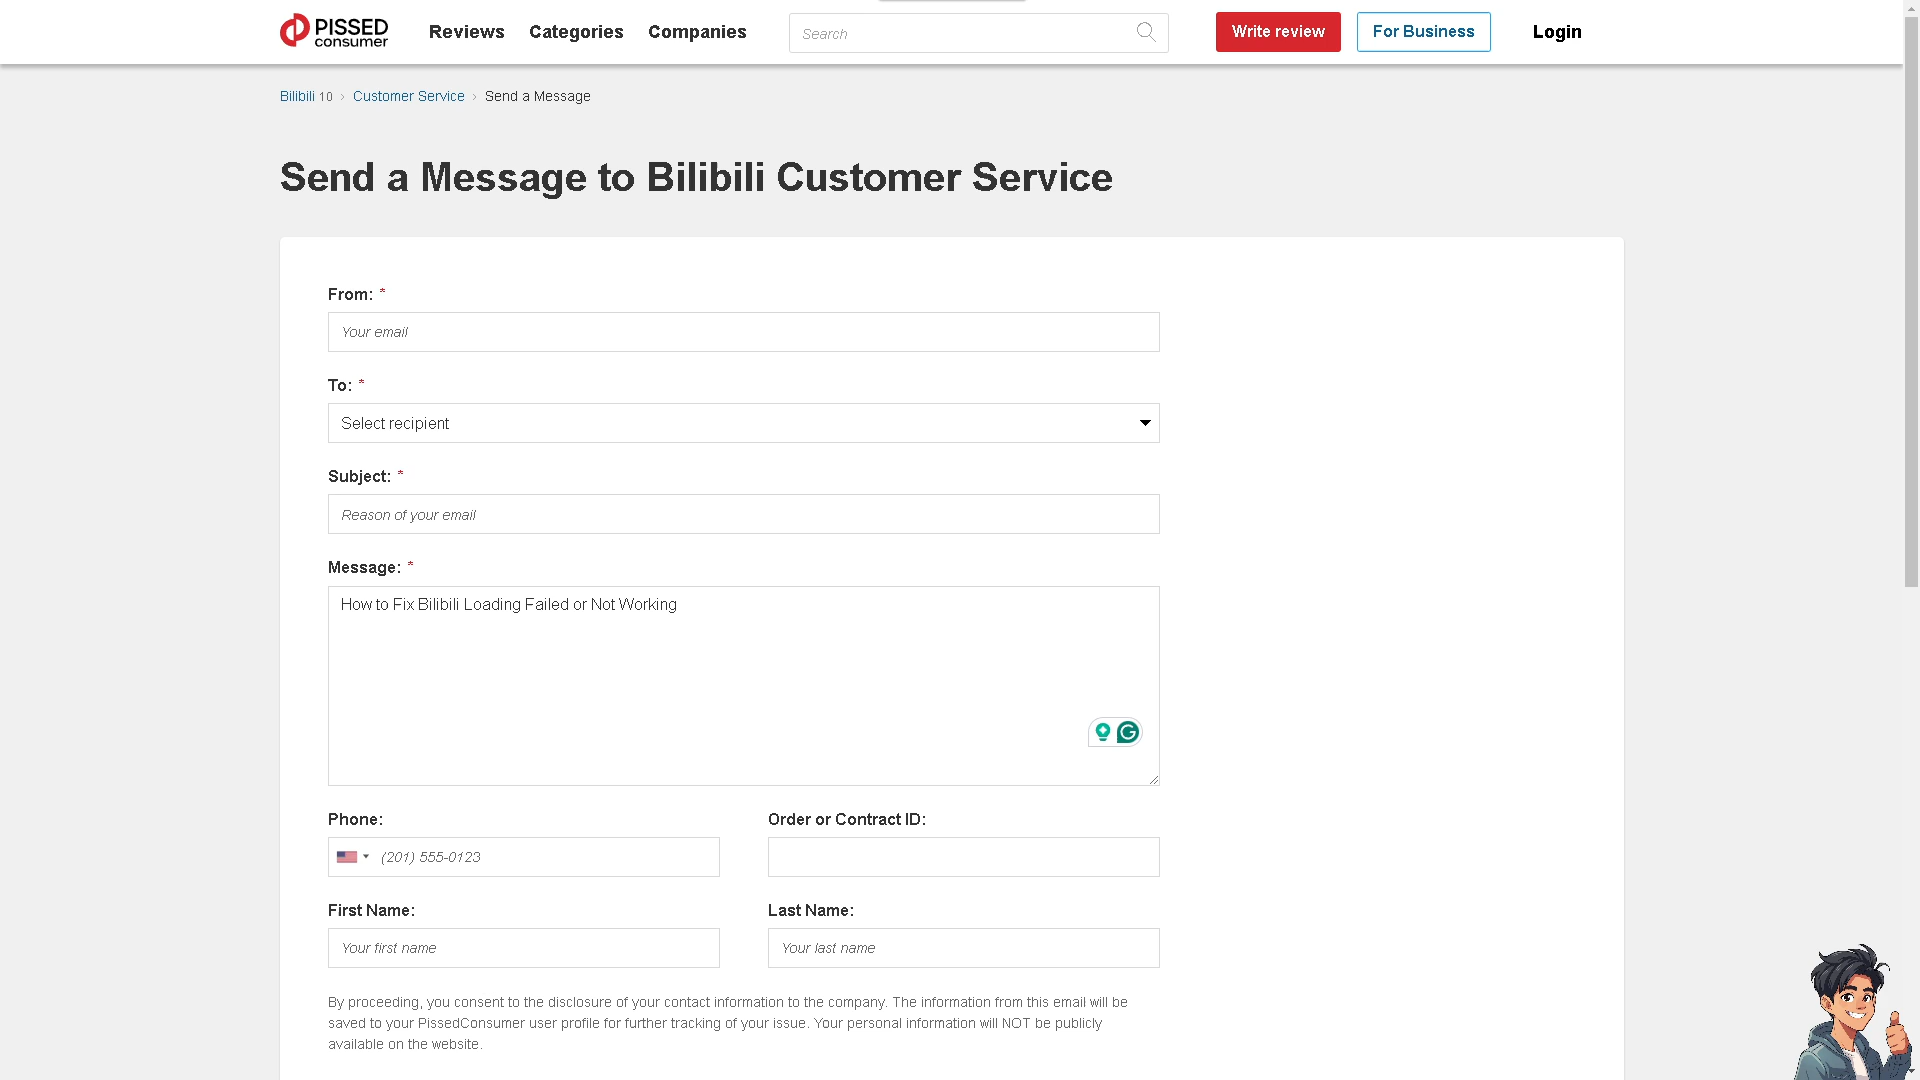 PISSED
consumer
Reviews Categories Companies
Search
Write review
For Business
Login
Bilibili 10 › Customer Service › Send a Message
Send a Message to Bilibili Customer Service
From: *
Your email
To: *
Select recipient
Subject: *
Reason of your email
Message: *
How to Fix Bilibili Loading Failed or Not Working
Phone:
Order or Contract ID:
(201) 555-0123
First Name:
Last Name:
Your first name
Your last name
By proceeding, you consent to the disclosure of your contact information to the company. The information from this email will be
saved to your PissedConsumer user profile for further tracking of your issue. Your personal information will NOT be publicly
available on the website.